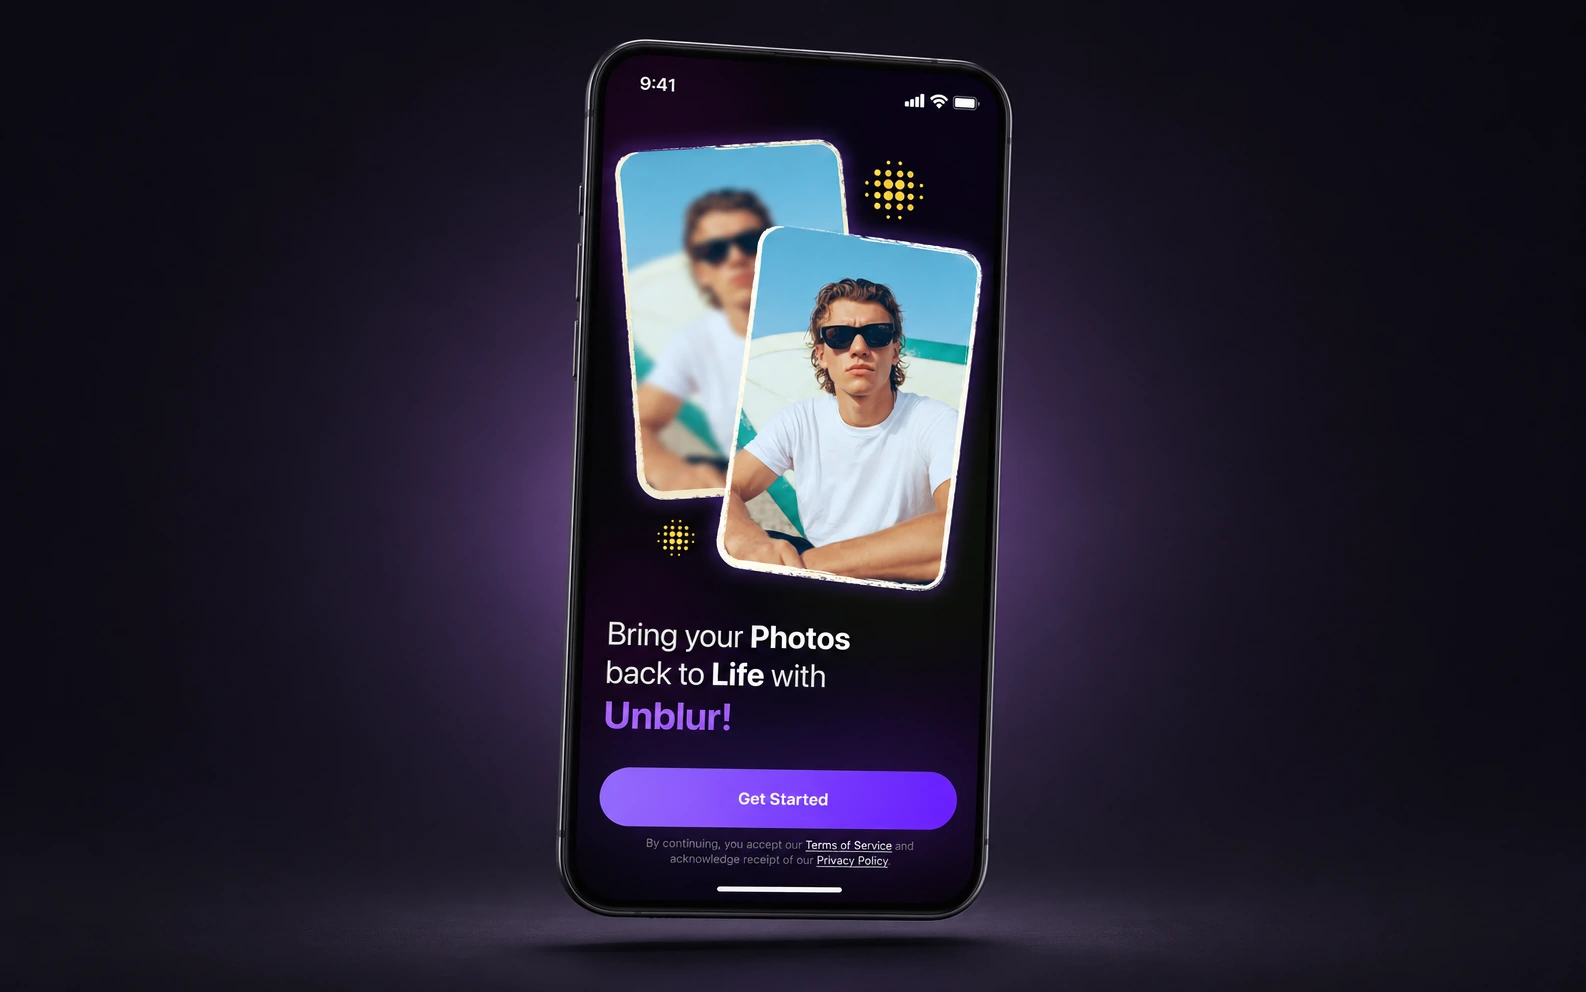 9:41
Bring your Photos
back to Life with
Unblur!
Get Started
By continuing, you accept our Terms of Service and
acknowledge receipt of our Privacy Policy.